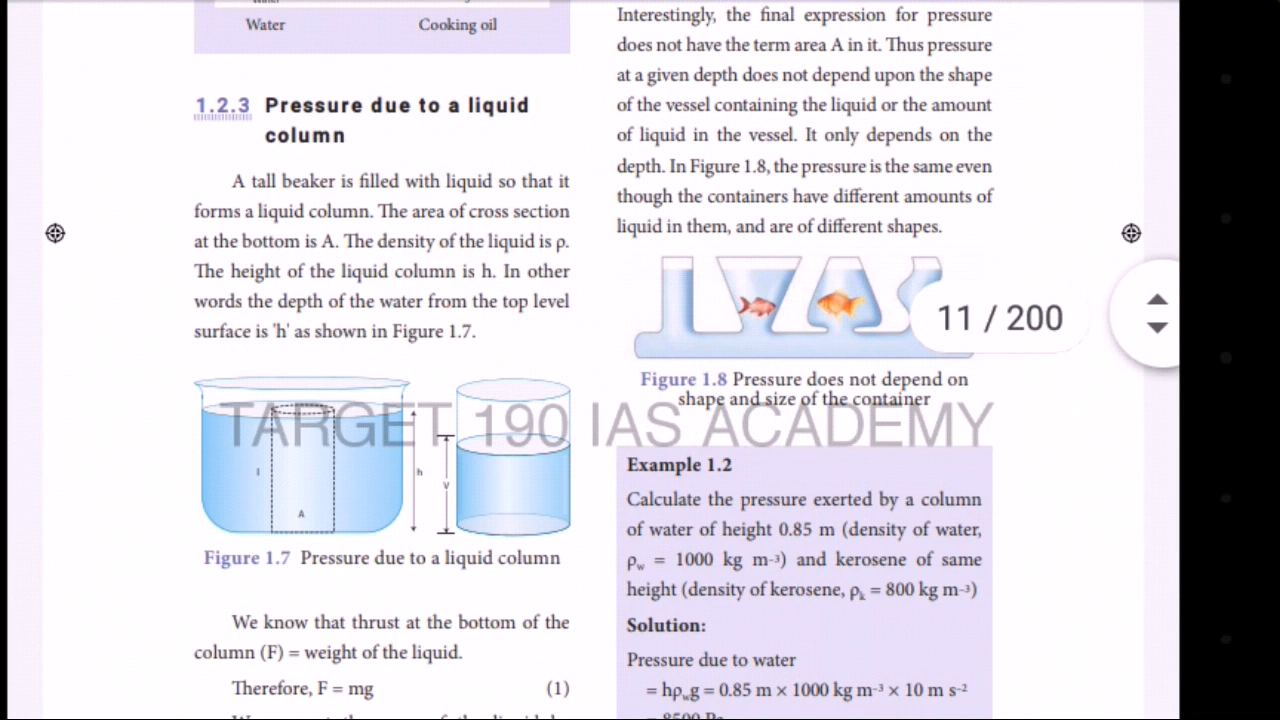 Water Cooking oil
1.2.3 Pressure due to a liquid
column
A tall beaker is filled with liquid so that it
forms a liquid column. The area of cross section
at the bottom is A. The density of the liquid is ρ.
The height of the liquid column is h. In other
words the depth of the water from the top level
surface is 'h' as shown in Figure 1.7.
l
A
h
v
Figure 1.7 Pressure due to a liquid column
We know that thrust at the bottom of the
column (F) = weight of the liquid.
Therefore, F = mg (1)
Interestingly, the final expression for pressure
does not have the term area A in it. Thus pressure
at a given depth does not depend upon the shape
of the vessel containing the liquid or the amount
of liquid in the vessel. It only depends on the
depth. In Figure 1.8, the pressure is the same even
though the containers have different amounts of
liquid in them, and are of different shapes.
11 / 200
Figure 1.8 Pressure does not depend on
shape and size of the container
TARGET 190 IAS ACADEMY
Example 1.2
Calculate the pressure exerted by a column
of water of height 0.85 m (density of water,
ρw = 1000 kg m⁻³) and kerosene of same
height (density of kerosene, ρk = 800 kg m⁻³)
Solution:
Pressure due to water
= hρwg = 0.85 m × 1000 kg m⁻³ × 10 m s⁻²
= 8500 Pa